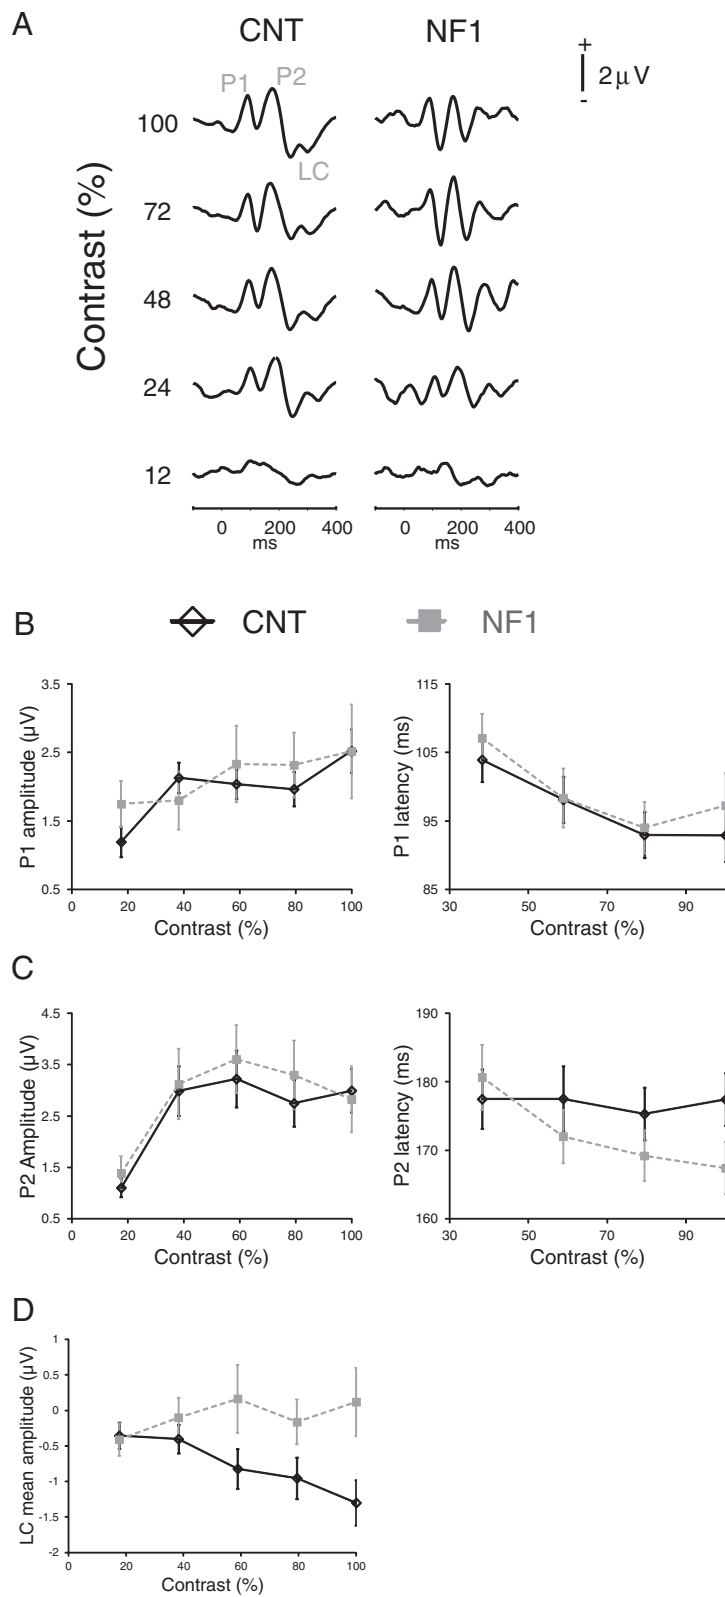 A
CNT NF1
+
2μV
-
P1 P2
LC
Contrast (%)
100
72
48
24
12
0 200 400
ms
0 200 400
ms
B
CNT NF1
P1 amplitude (μV)
3.5
2.5
1.5
0.5
0 20 40 60 80 100
Contrast (%)
P1 latency (ms)
115
105
95
85
30 50 70 90
Contrast (%)
C
P2 Amplitude (μV)
4.5
3.5
2.5
1.5
0.5
0 20 40 60 80 100
Contrast (%)
P2 latency (ms)
190
180
170
160
30 50 70 90
Contrast (%)
D
LC mean amplitude (μV)
1
0.5
0
-0.5
-1
-1.5
-2
0 20 40 60 80 100
Contrast (%)